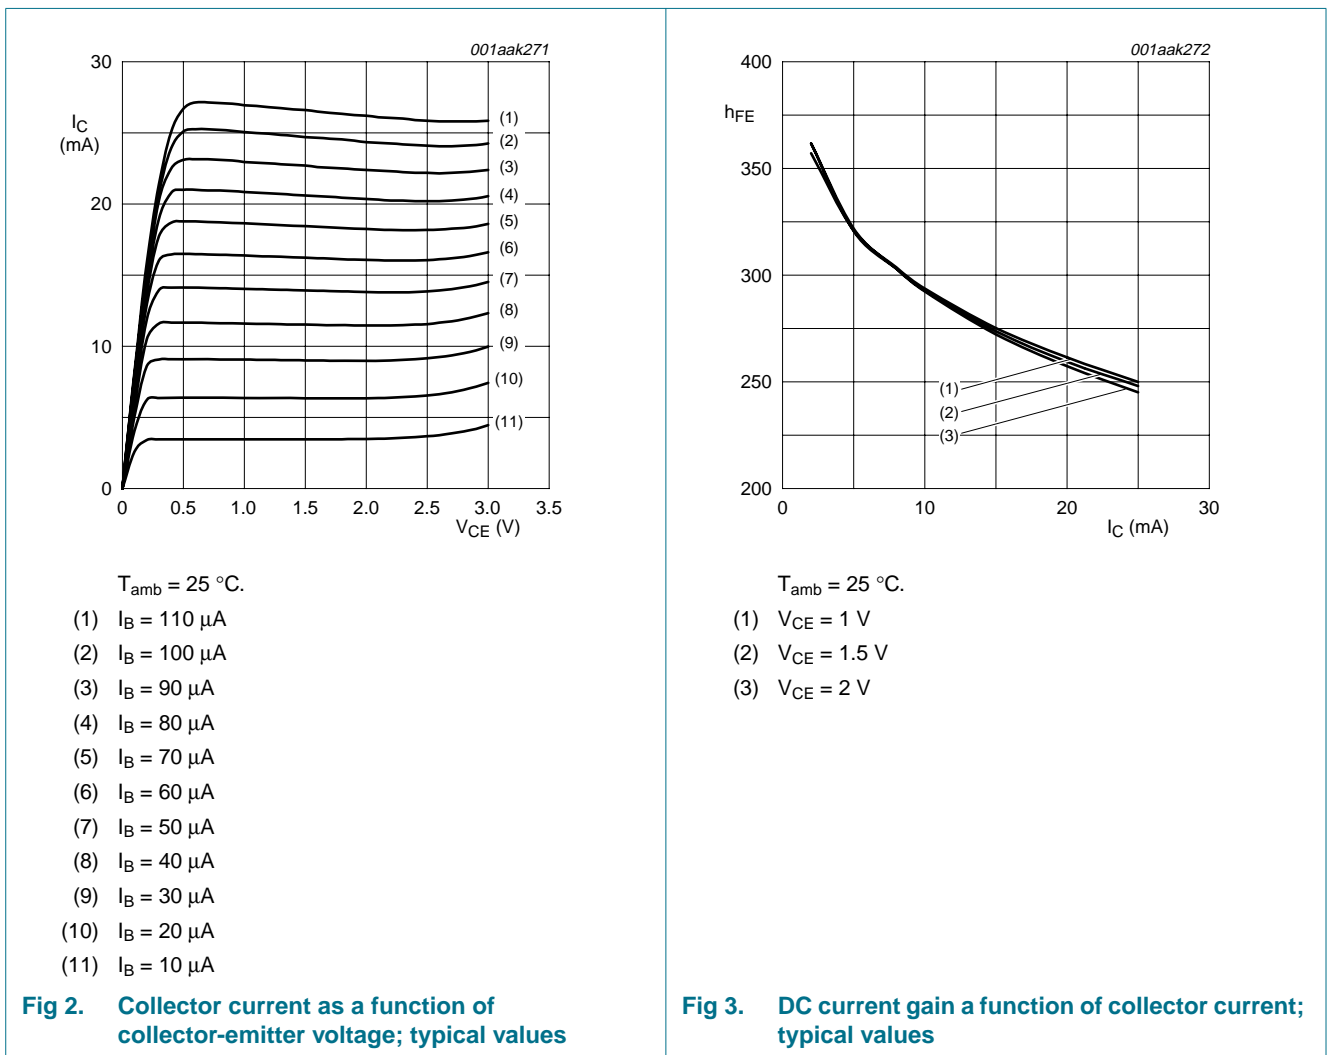 001aak271
30
20
10
0
I_C
(mA)
0 0.5 1.0 1.5 2.0 2.5 3.0 3.5
V_CE (V)
(1)
(2)
(3)
(4)
(5)
(6)
(7)
(8)
(9)
(10)
(11)
T_amb = 25 °C.
(1) I_B = 110 μA
(2) I_B = 100 μA
(3) I_B = 90 μA
(4) I_B = 80 μA
(5) I_B = 70 μA
(6) I_B = 60 μA
(7) I_B = 50 μA
(8) I_B = 40 μA
(9) I_B = 30 μA
(10) I_B = 20 μA
(11) I_B = 10 μA
Fig 2. Collector current as a function of
collector-emitter voltage; typical values
001aak272
400
350
300
250
200
h_FE
0 10 20 30
I_C (mA)
(1)
(2)
(3)
T_amb = 25 °C.
(1) V_CE = 1 V
(2) V_CE = 1.5 V
(3) V_CE = 2 V
Fig 3. DC current gain a function of collector current;
typical values